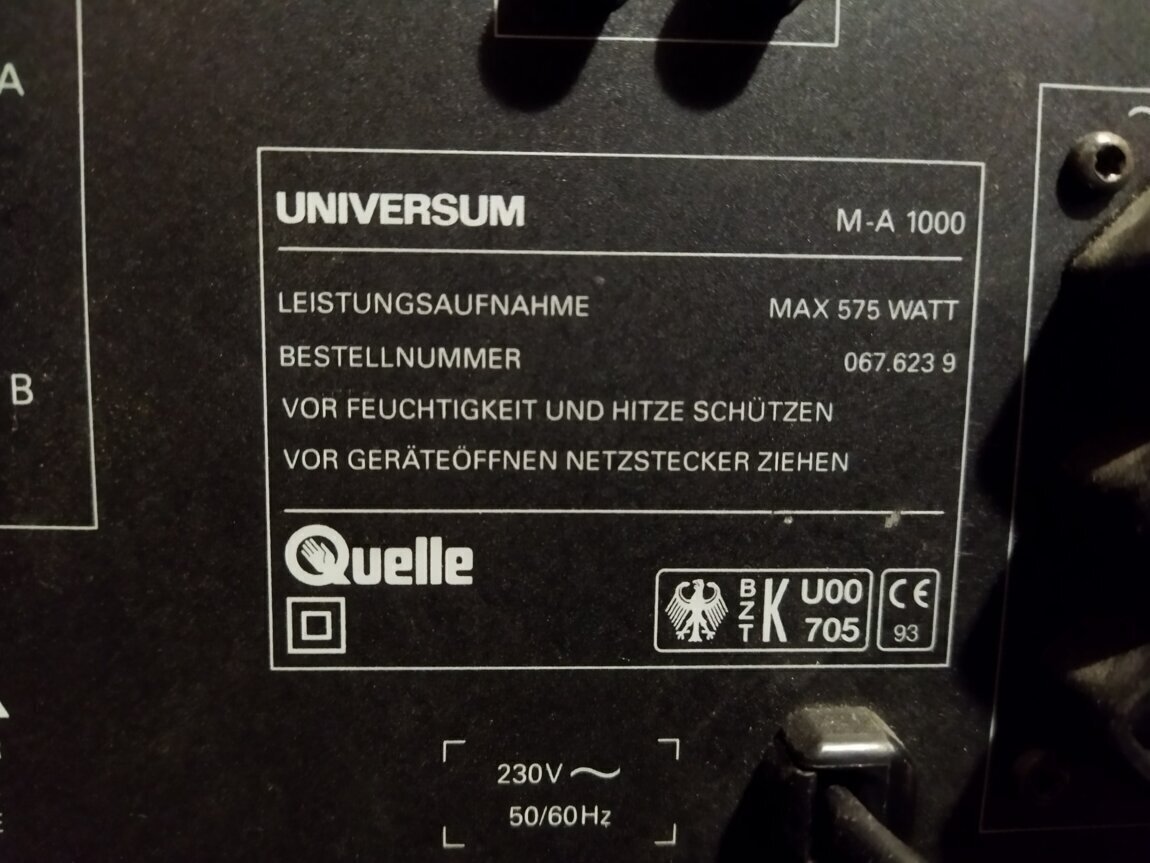 A
B
UNIVERSUM M-A 1000
LEISTUNGSAUFNAHME MAX 575 WATT
BESTELLNUMMER 067.623 9
VOR FEUCHTIGKEIT UND HITZE SCHÜTZEN
VOR GERÄTEÖFFNEN NETZSTECKER ZIEHEN
Quelle
BZT K U00 705 CE 93
230V ~
50/60Hz